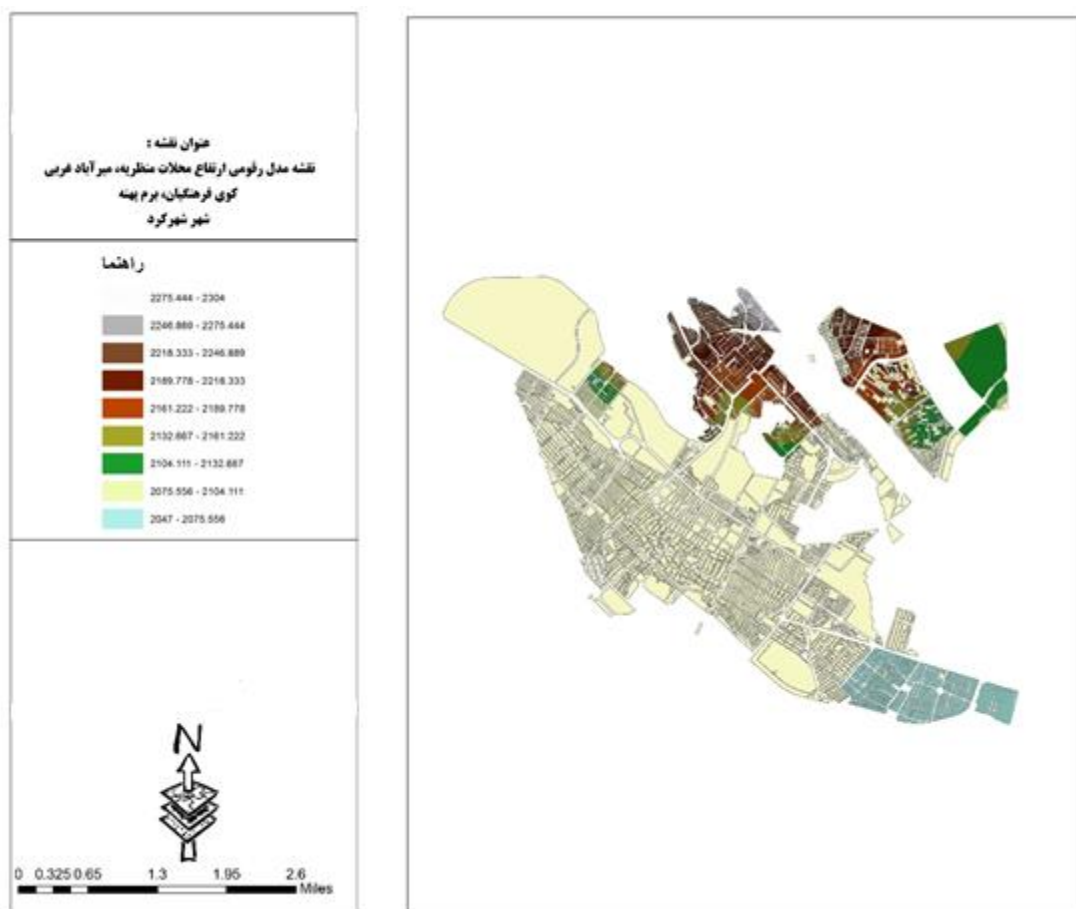 عنوان نقشه :
نقشه مدل رقومی ارتفاع محلات منظریه، میر آباد غربی
کوی فرهنگیان، برم پهنه
شهر شهرکرد
راهنما
2275.444 - 2304
2246.889 - 2275.444
2218.333 - 2246.889
2189.778 - 2218.333
2161.222 - 2189.778
2132.667 - 2161.222
2104.111 - 2132.667
2075.556 - 2104.111
2047 - 2075.556
N
0 0.325 0.65 1.3 1.95 2.6
Miles